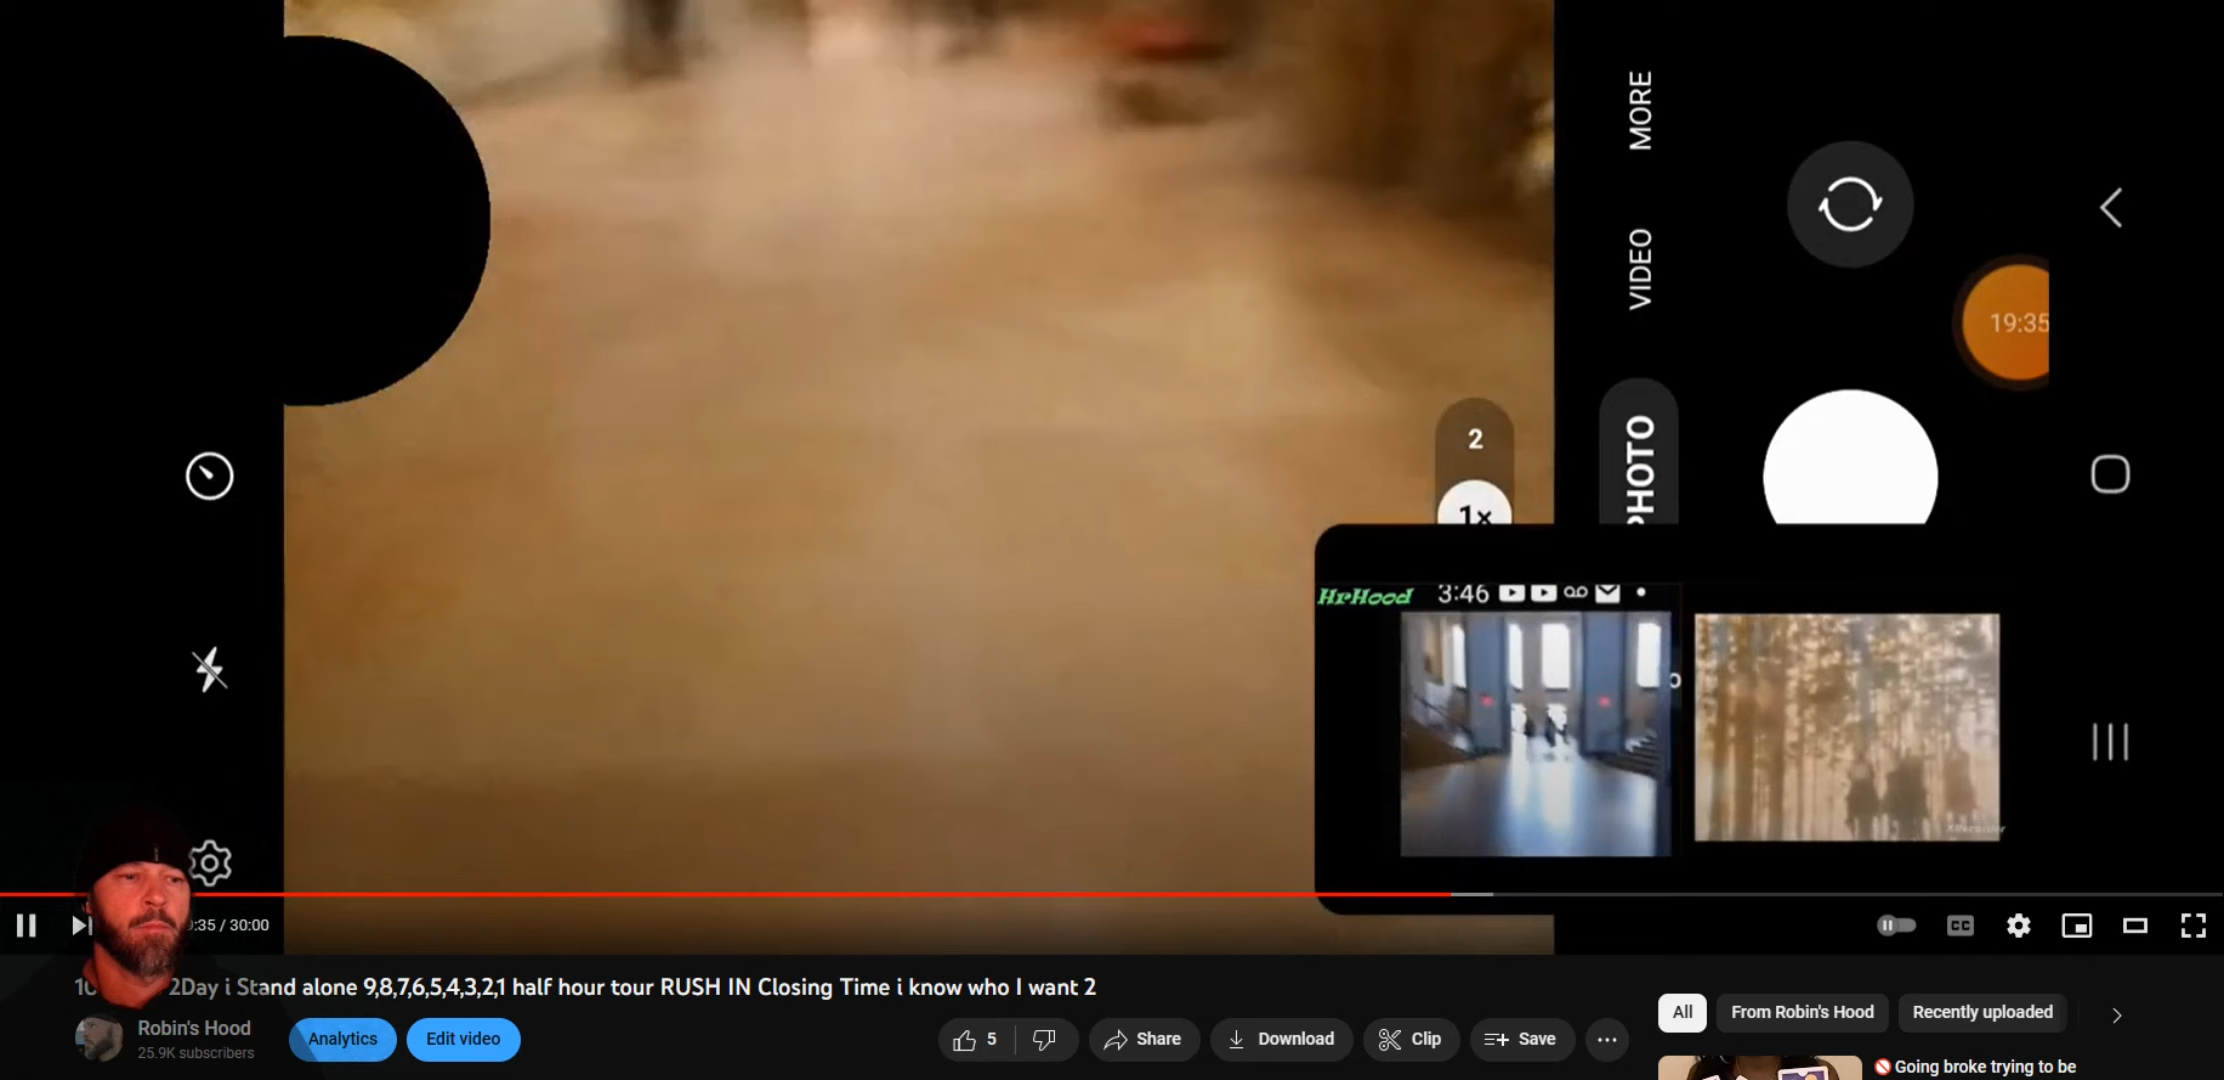 MORE
VIDEO
19:35
2
1×
PHOTO
HrHood 3:46
:35 / 30:00
CC
2Day i Stand alone 9,8,7,6,5,4,3,2,1 half hour tour RUSH IN Closing Time i know who I want 2
Robin's Hood
25.9K subscribers
Analytics
Edit video
5
Share
Download
Clip
Save
All
From Robin's Hood
Recently uploaded
Going broke trying to be